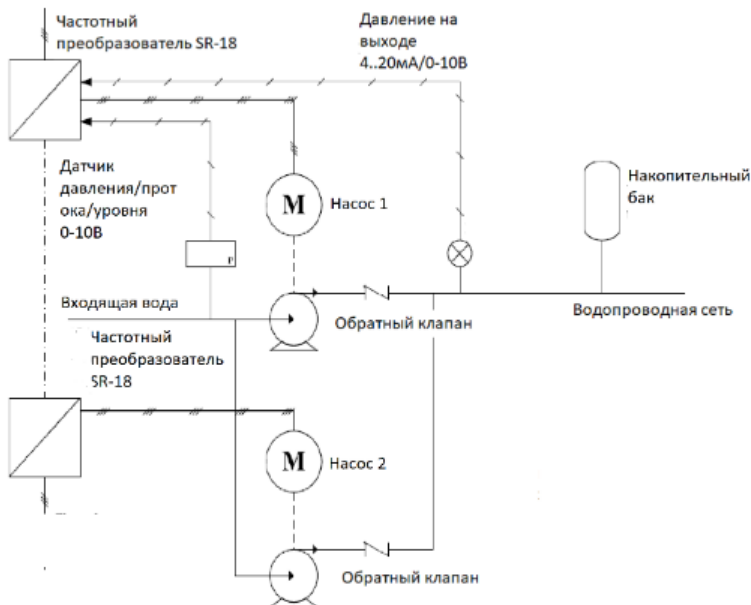 Частотный
преобразователь SR-18
Давление на
выходе
4..20мА/0-10В
Датчик
давления/прот
ока/уровня
0-10В
М
Насос 1
Накопительный
бак
P
Входящая вода
Обратный клапан
Водопроводная сеть
Частотный
преобразователь
SR-18
М
Насос 2
Обратный клапан